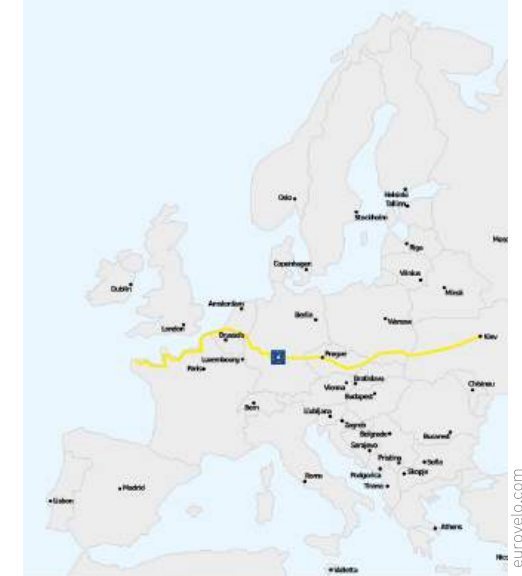 Oslo
Helsinki
Tallinn
Stockholm
Riga
Copenhagen
Vilnius
Minsk
Dublin
Amsterdam
Berlin
Warsaw
London
Brussels
Kiev
Luxembourg
Prague
Paris
Bratislava
Vienna
Budapest
Chisinau
Bern
Ljubljana
Zagreb
Belgrade
Bucarest
Sarajevo
Pristina
Sofia
Podgorica
Skopje
Rome
Tirana
Madrid
Lisbon
Athens
Valletta
eurovelo.com